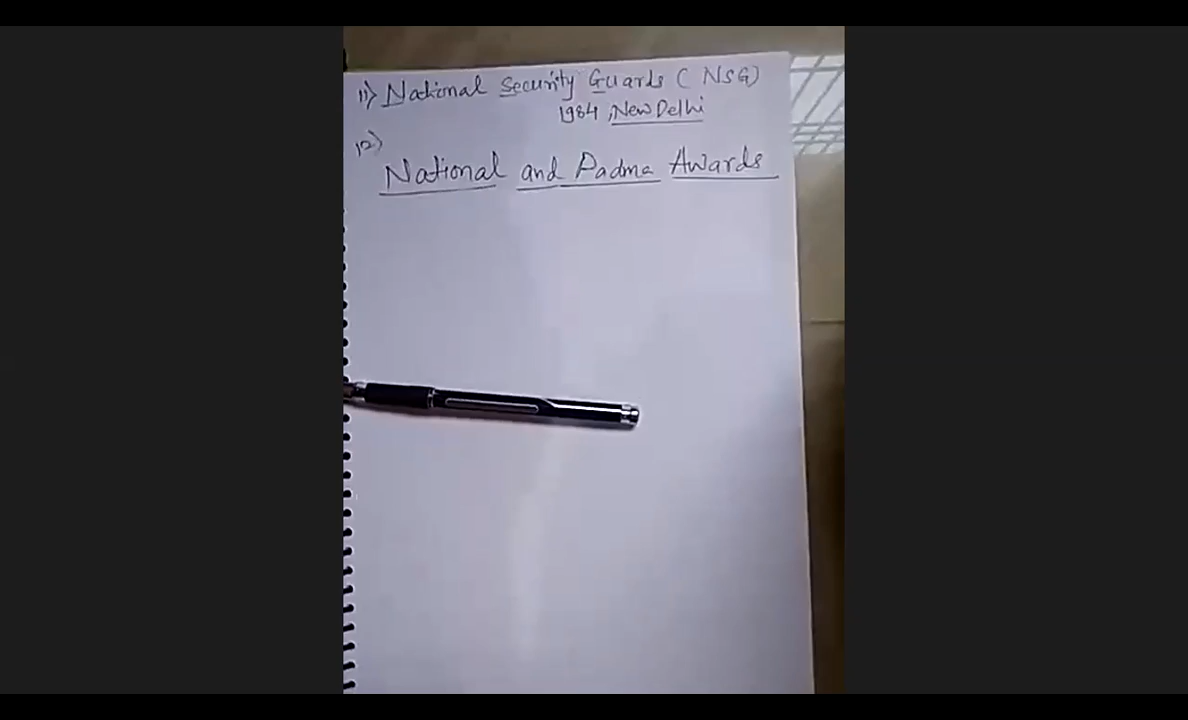 11) National Security Guards ( NSG)
1984 , New Delhi
12)
National and Padma Awards